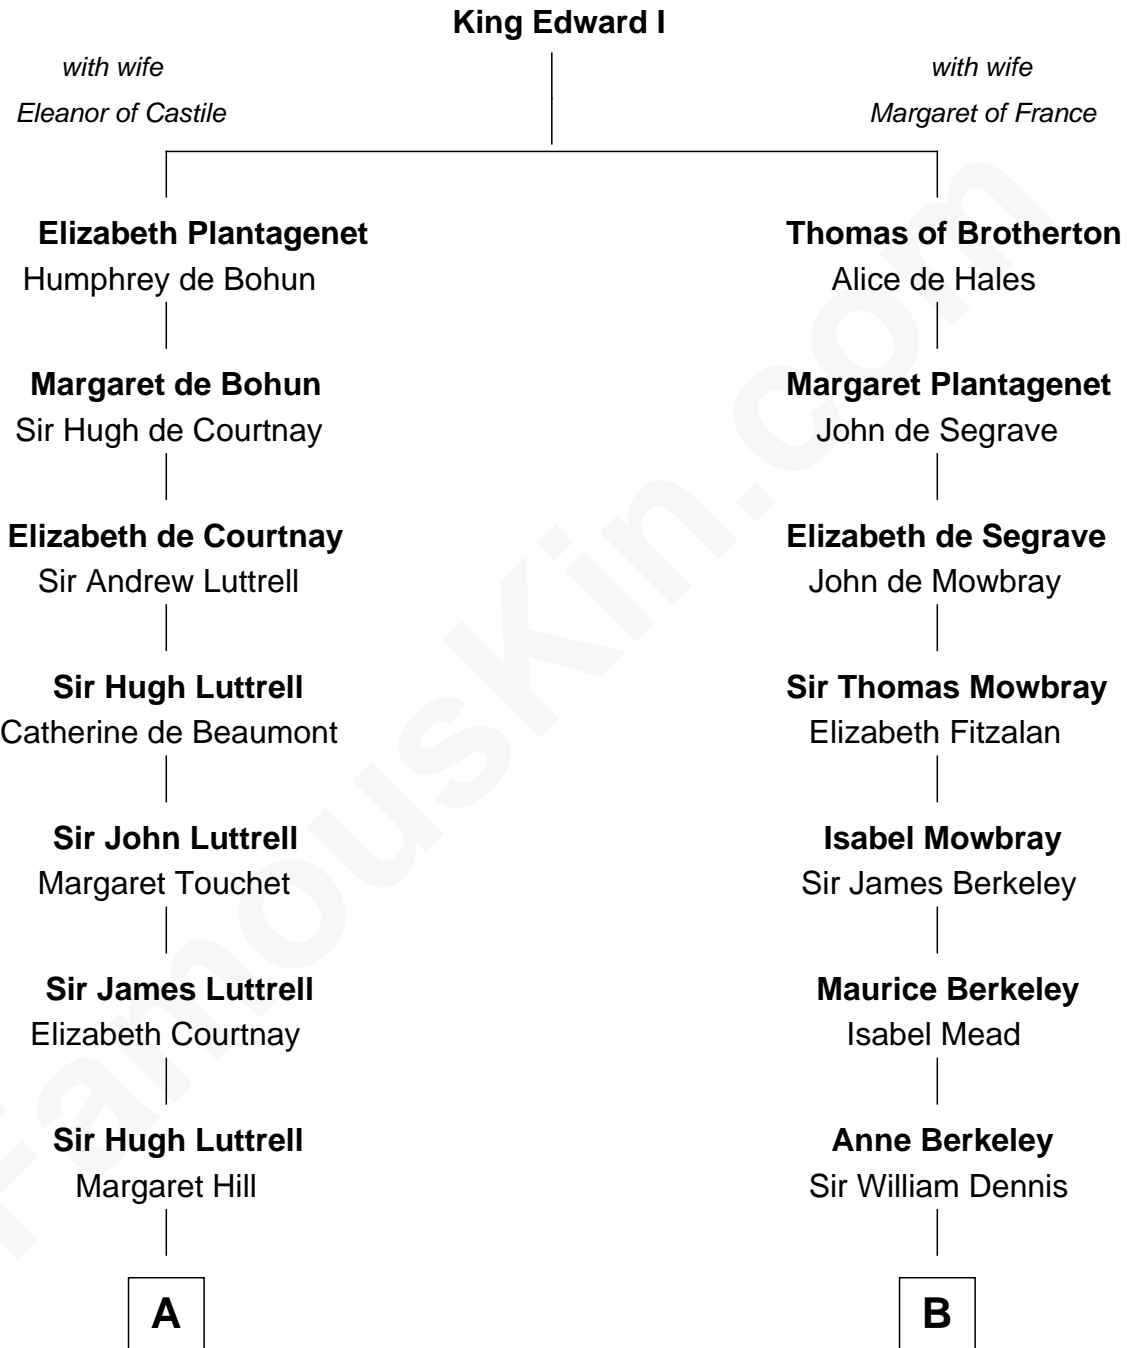 King Edward I
with wife
Eleanor of Castile
with wife
Margaret of France
Elizabeth Plantagenet
Humphrey de Bohun
Margaret de Bohun
Sir Hugh de Courtnay
Elizabeth de Courtnay
Sir Andrew Luttrell
Sir Hugh Luttrell
Catherine de Beaumont
Sir John Luttrell
Margaret Touchet
Sir James Luttrell
Elizabeth Courtnay
Sir Hugh Luttrell
Margaret Hill
A
Thomas of Brotherton
Alice de Hales
Margaret Plantagenet
John de Segrave
Elizabeth de Segrave
John de Mowbray
Sir Thomas Mowbray
Elizabeth Fitzalan
Isabel Mowbray
Sir James Berkeley
Maurice Berkeley
Isabel Mead
Anne Berkeley
Sir William Dennis
B
FamousKin.com